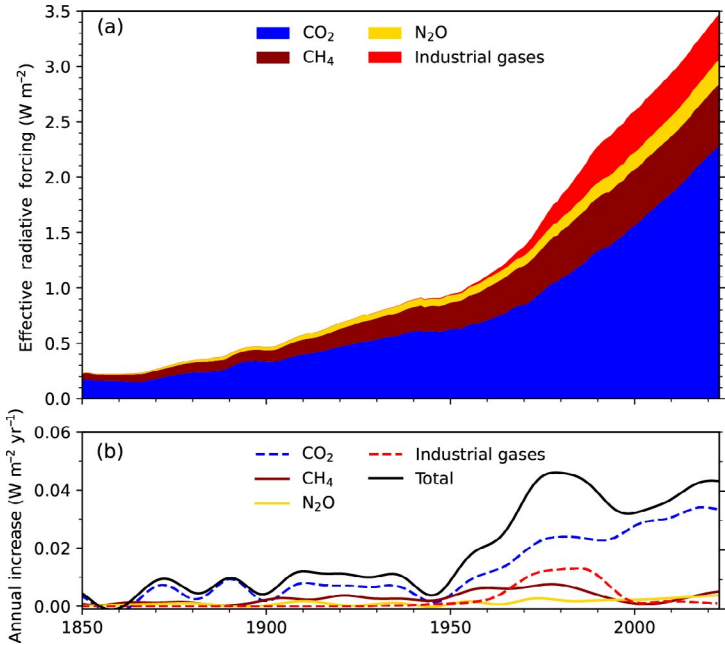 (a)
CO₂
N₂O
CH₄
Industrial gases
Effective radiative forcing (W m⁻²)
3.5
3.0
2.5
2.0
1.5
1.0
0.5
0.0
(b)
CO₂
Industrial gases
CH₄
Total
N₂O
Annual increase (W m⁻² yr⁻¹)
0.06
0.04
0.02
0.00
1850 1900 1950 2000